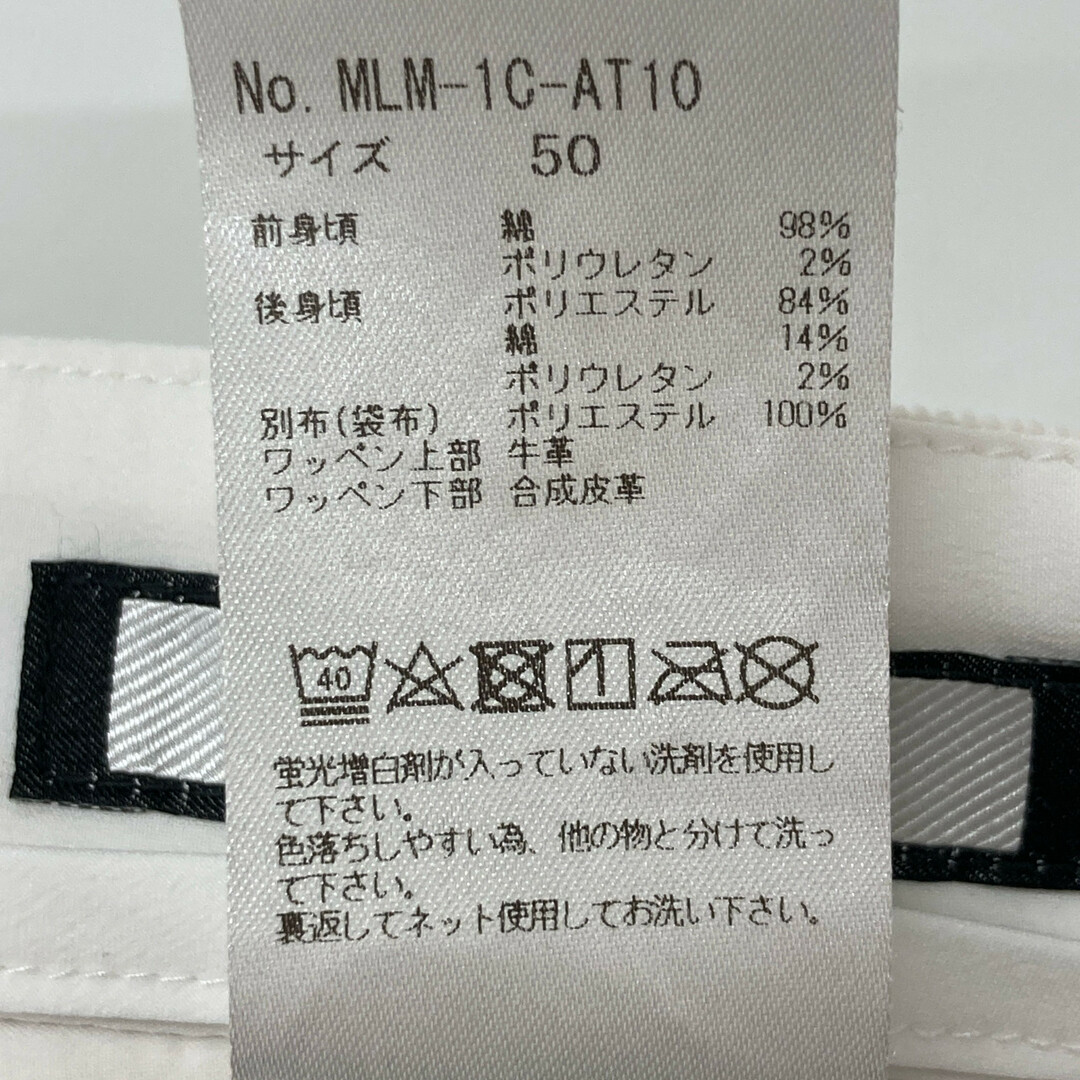 No. MLM-1C-AT10
サイズ 50
前身頃 綿 98%
ポリウレタン 2%
後身頃 ポリエステル 84%
綿 14%
ポリウレタン 2%
別布(袋布) ポリエステル 100%
ワッペン上部 牛革
ワッペン下部 合成皮革
40
蛍光増白剤が入っていない洗剤を使用し
て下さい。
色落ちしやすい為、他の物と分けて洗っ
て下さい。
裏返してネット使用してお洗い下さい。